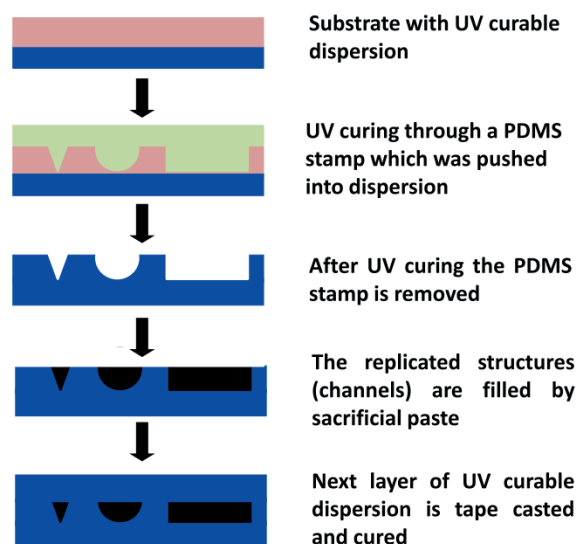 Substrate with UV curable
dispersion
UV curing through a PDMS
stamp which was pushed
into dispersion
After UV curing the PDMS
stamp is removed
The replicated structures
(channels) are filled by
sacrificial paste
Next layer of UV curable
dispersion is tape casted
and cured